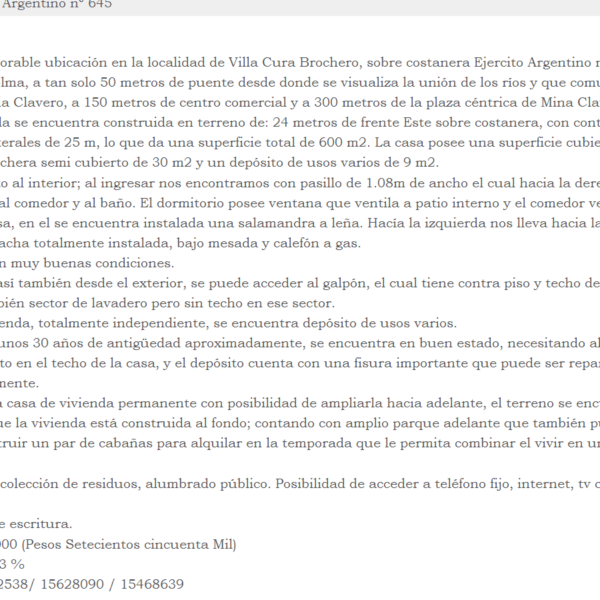 Argentino nº 645
orable ubicación en la localidad de Villa Cura Brochero, sobre costanera Ejercito Argentino
lma, a tan solo 50 metros de puente desde donde se visualiza la unión de los ríos y que
a Clavero, a 150 metros de centro comercial y a 300 metros de la plaza céntrica de Mina
la se encuentra construida en terreno de: 24 metros de frente Este sobre costanera, con
terales de 25 m, lo que da una superficie total de 600 m2. La casa posee una superficie
chera semi cubierto de 30 m2 y un depósito de usos varios de 9 m2.
o al interior; al ingresar nos encontramos con pasillo de 1.08m de ancho el cual hacia la
al comedor y al baño. El dormitorio posee ventana que ventila a patio interno y el comedor
sa, en el se encuentra instalada una salamandra a leña. Hacía la izquierda nos lleva hacia la
acha totalmente instalada, bajo mesada y calefón a gas.
n muy buenas condiciones.
asi también desde el exterior, se puede acceder al galpón, el cual tiene contra piso y techo de
bién sector de lavadero pero sin techo en ese sector.
enda, totalmente independiente, se encuentra depósito de usos varios.
unos 30 años de antigüedad aproximadamente, se encuentra en buen estado, necesitando
to en el techo de la casa, y el depósito cuenta con una fisura importante que puede ser
mente.
a casa de vivienda permanente con posibilidad de ampliarla hacia adelante, el terreno se
ue la vivienda está construida al fondo; contando con amplio parque adelante que también
truir un par de cabañas para alquilar en la temporada que le permita combinar el vivir en
colección de residuos, alumbrado público. Posibilidad de acceder a teléfono fijo, internet, tv
e escritura.
00 (Pesos Setecientos cincuenta Mil)
3 %
2538/ 15628090 / 15468639